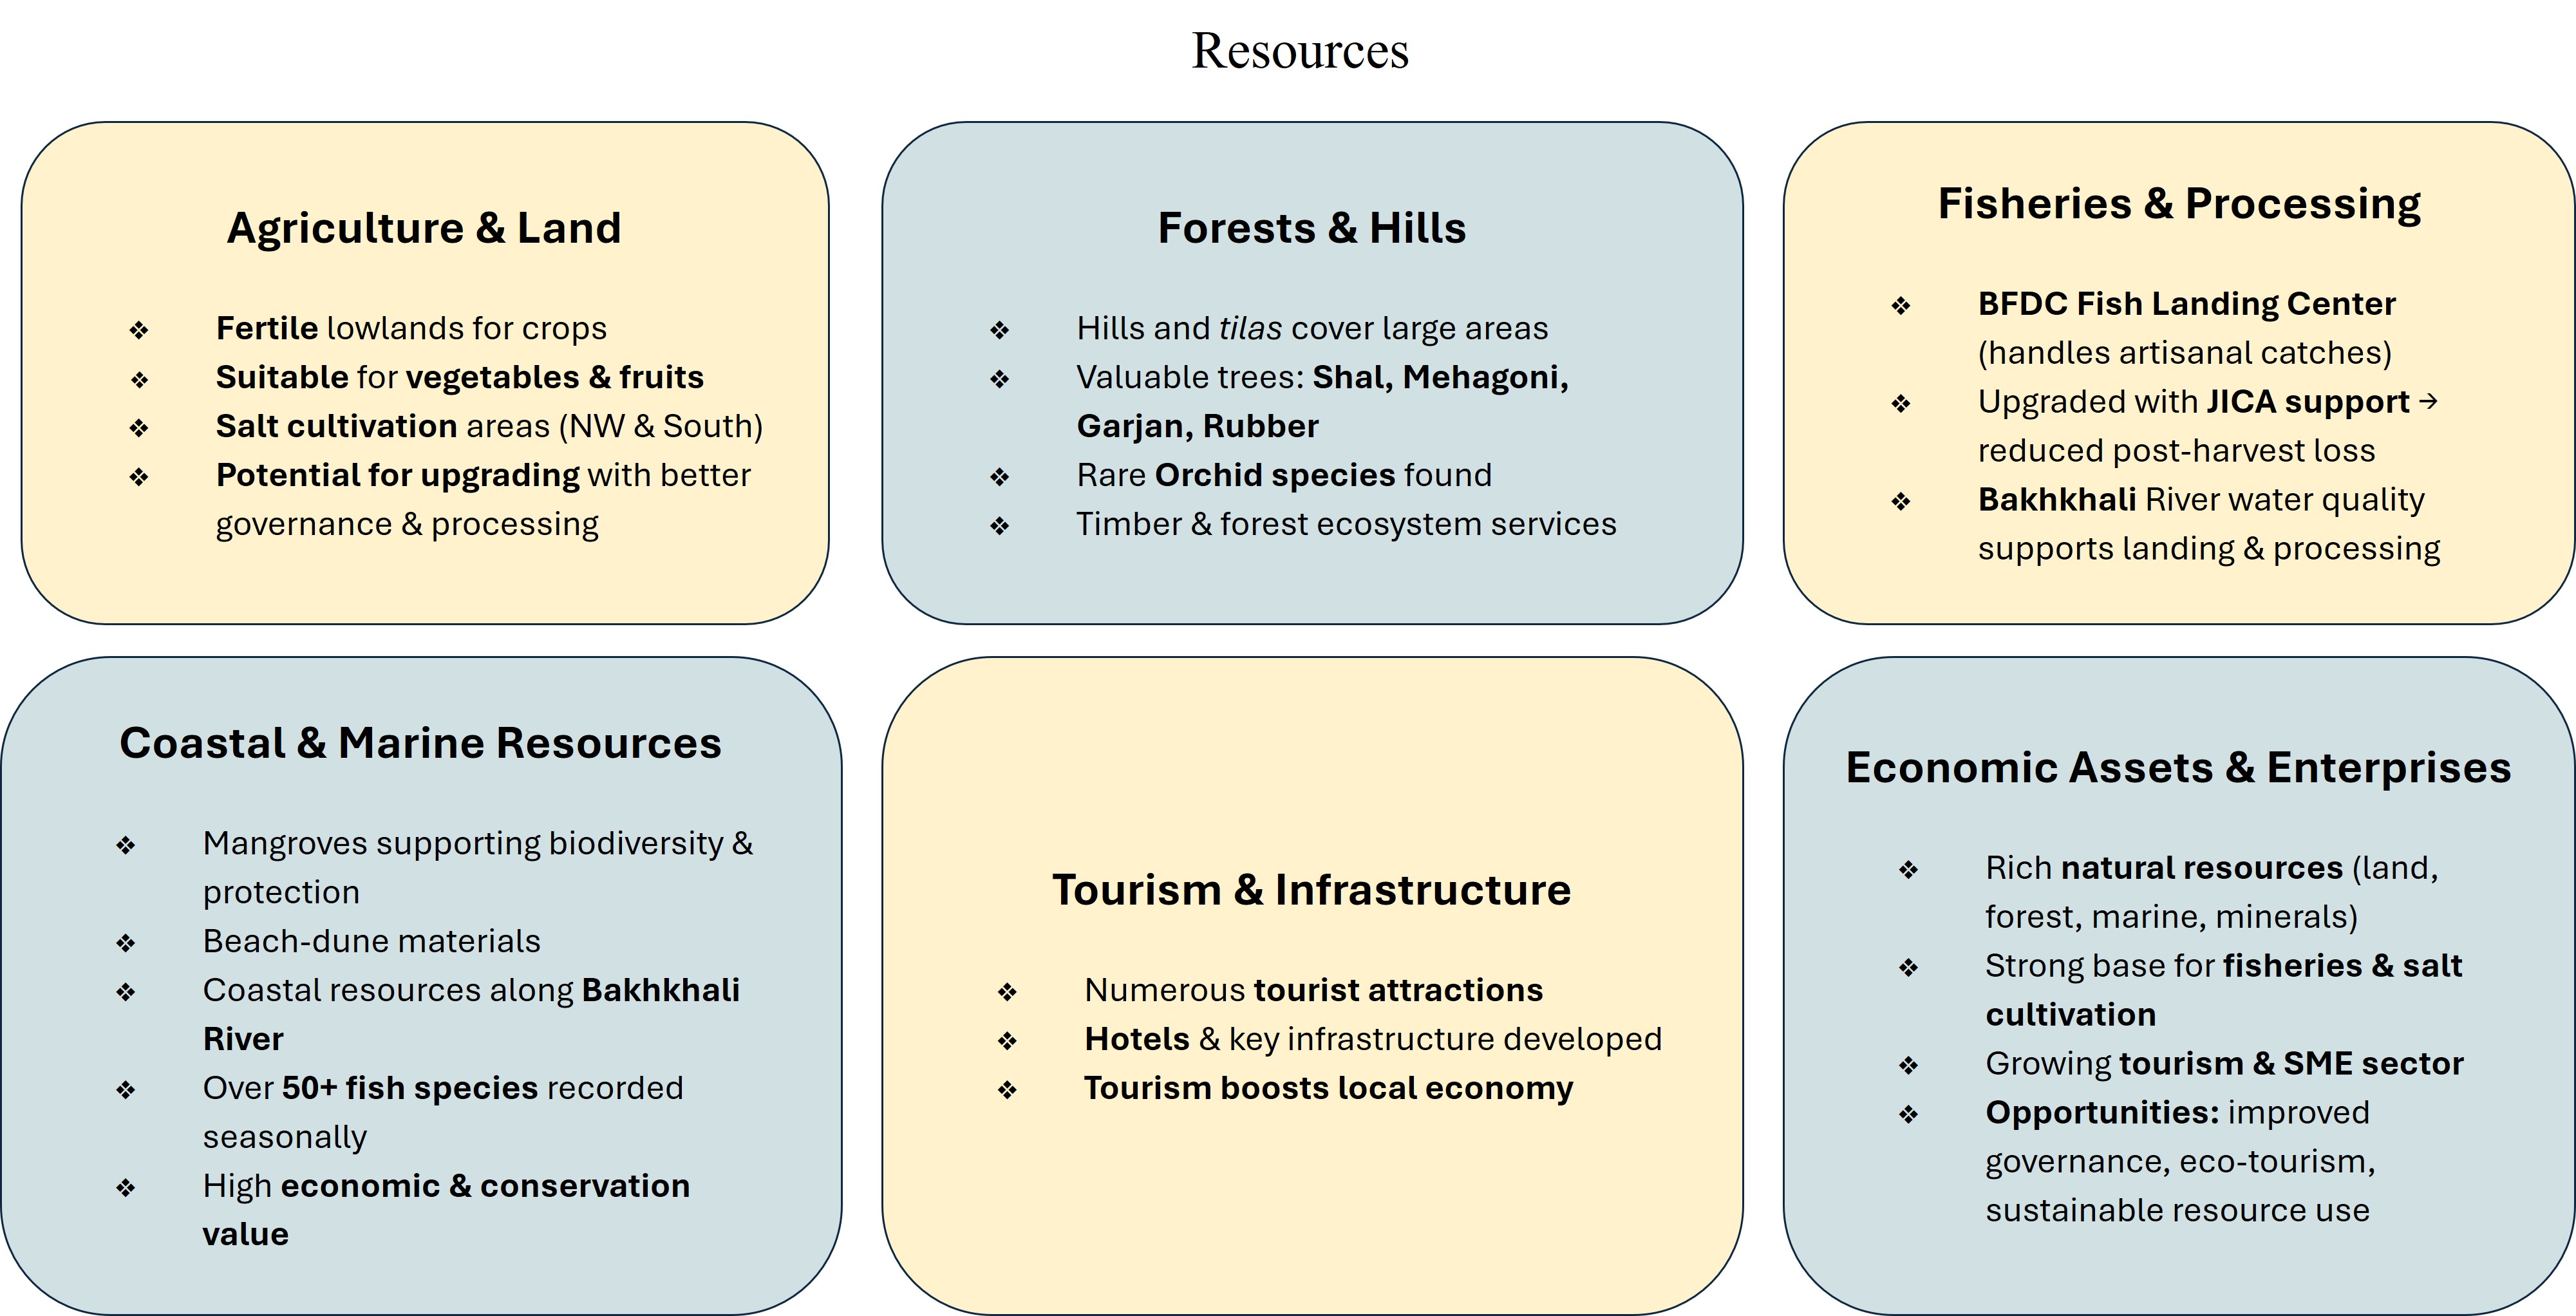 Resources
Agriculture & Land
❖ Fertile lowlands for crops
❖ Suitable for vegetables & fruits
❖ Salt cultivation areas (NW & South)
❖ Potential for upgrading with better
governance & processing
Forests & Hills
❖ Hills and tilas cover large areas
❖ Valuable trees: Shal, Mehagoni,
Garjan, Rubber
❖ Rare Orchid species found
❖ Timber & forest ecosystem services
Fisheries & Processing
❖ BFDC Fish Landing Center
(handles artisanal catches)
❖ Upgraded with JICA support →
reduced post-harvest loss
❖ Bakhkhali River water quality
supports landing & processing
Coastal & Marine Resources
❖ Mangroves supporting biodiversity &
protection
❖ Beach-dune materials
❖ Coastal resources along Bakhkhali
River
❖ Over 50+ fish species recorded
seasonally
❖ High economic & conservation
value
Tourism & Infrastructure
❖ Numerous tourist attractions
❖ Hotels & key infrastructure developed
❖ Tourism boosts local economy
Economic Assets & Enterprises
❖ Rich natural resources (land,
forest, marine, minerals)
❖ Strong base for fisheries & salt
cultivation
❖ Growing tourism & SME sector
❖ Opportunities: improved
governance, eco-tourism,
sustainable resource use